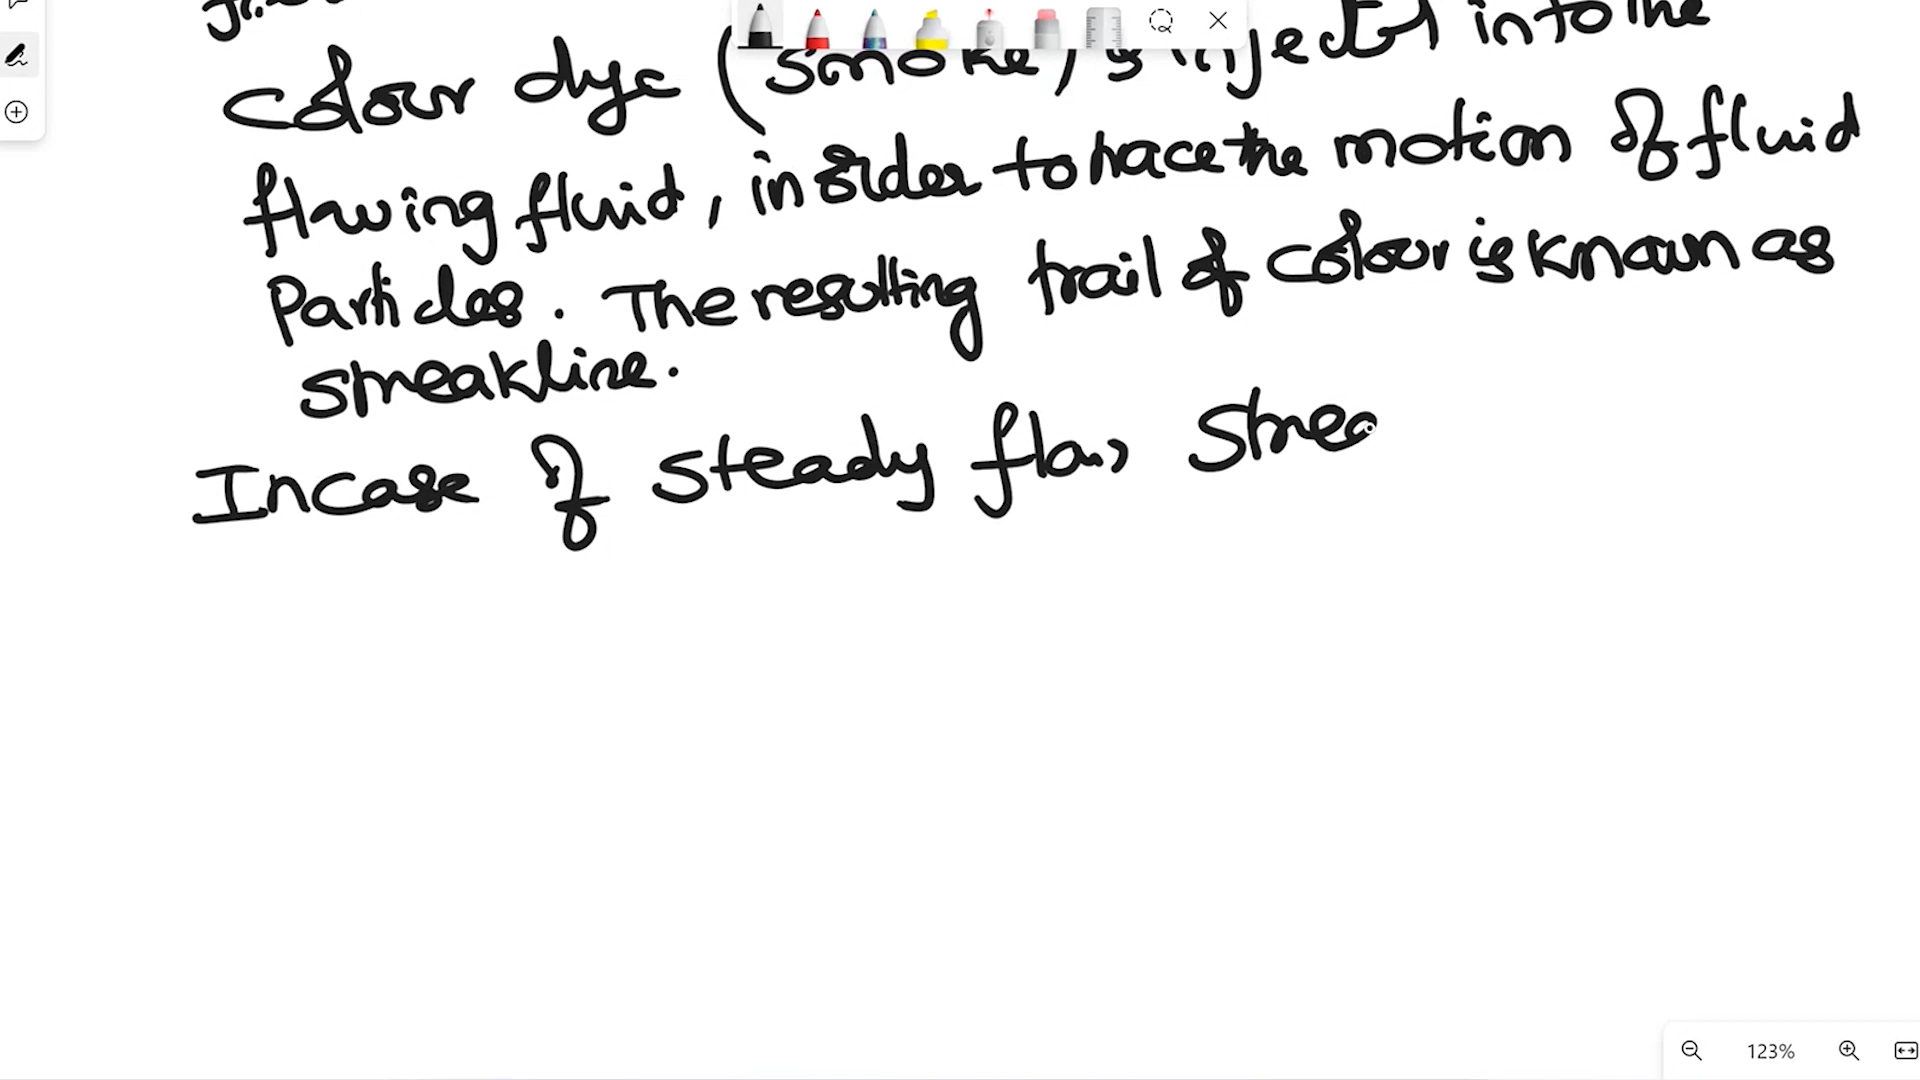 colour dye (smoke) is injected into the
flowing fluid, in order to trace the motion of fluid
Particles. The resulting trail of colour is known as
streakline.
Incase of steady flow strea
123%